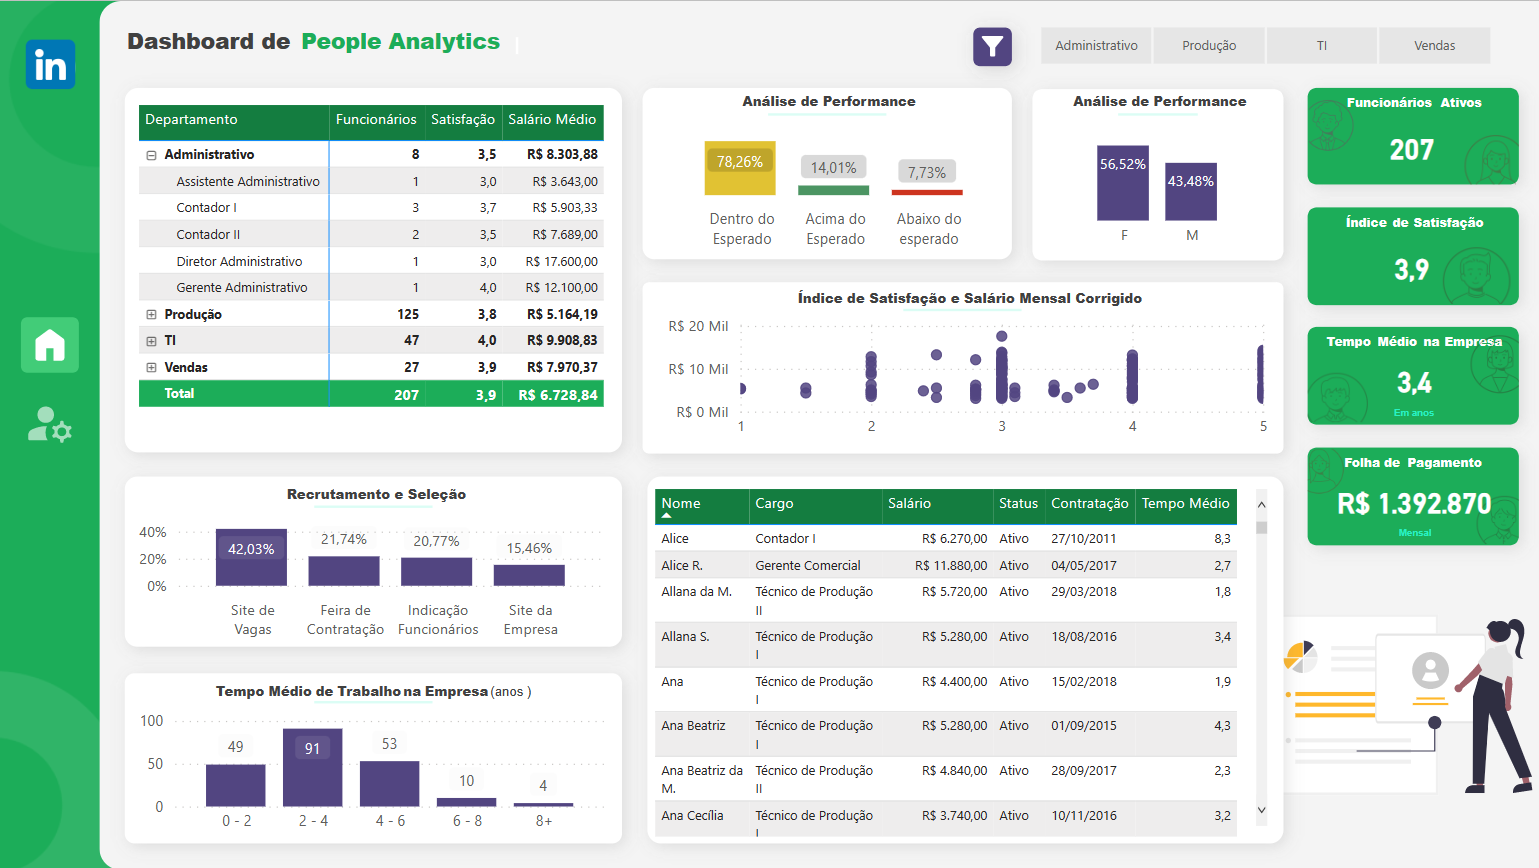 in
Dashboard de People Analytics
Administrativo Produção TI Vendas
Departamento Funcionários Satisfação Salário Médio
Administrativo 8 3,5 R$ 8.303,88
Assistente Administrativo 1 3,0 R$ 3.643,00
Contador I 3 3,7 R$ 5.903,33
Contador II 2 3,5 R$ 7.689,00
Diretor Administrativo 1 3,0 R$ 17.600,00
Gerente Administrativo 1 4,0 R$ 12.100,00
Produção 125 3,8 R$ 5.164,19
TI 47 4,0 R$ 9.908,83
Vendas 27 3,9 R$ 7.970,37
Total 207 3,9 R$ 6.728,84
Análise de Performance
78,26% 14,01% 7,73%
Dentro do Acima do Abaixo do
Esperado Esperado esperado
Análise de Performance
56,52% 43,48%
F M
Funcionários Ativos
207
Índice de Satisfação
3,9
Tempo Médio na Empresa
3,4
Em anos
Folha de Pagamento
R$ 1.392.870
Mensal
Índice de Satisfação e Salário Mensal Corrigido
R$ 20 Mil
R$ 10 Mil
R$ 0 Mil
1 2 3 4 5
Recrutamento e Seleção
40%
20%
0%
42,03% 21,74% 20,77% 15,46%
Site de Feira de Indicação Site da
Vagas Contratação Funcionários Empresa
Tempo Médio de Trabalho na Empresa (anos )
100
50
0
49 91 53 10 4
0 - 2 2 - 4 4 - 6 6 - 8 8+
Nome Cargo Salário Status Contratação Tempo Médio
Alice Contador I R$ 6.270,00 Ativo 27/10/2011 8,3
Alice R. Gerente Comercial R$ 11.880,00 Ativo 04/05/2017 2,7
Allana da M. Técnico de Produção R$ 5.720,00 Ativo 29/03/2018 1,8
II
Allana S. Técnico de Produção R$ 5.280,00 Ativo 18/08/2016 3,4
I
Ana Técnico de Produção R$ 4.400,00 Ativo 15/02/2018 1,9
I
Ana Beatriz Técnico de Produção R$ 5.280,00 Ativo 01/09/2015 4,3
I
Ana Beatriz da Técnico de Produção R$ 4.840,00 Ativo 28/09/2017 2,3
M. II
Ana Cecília Técnico de Produção R$ 3.740,00 Ativo 10/11/2016 3,2
I